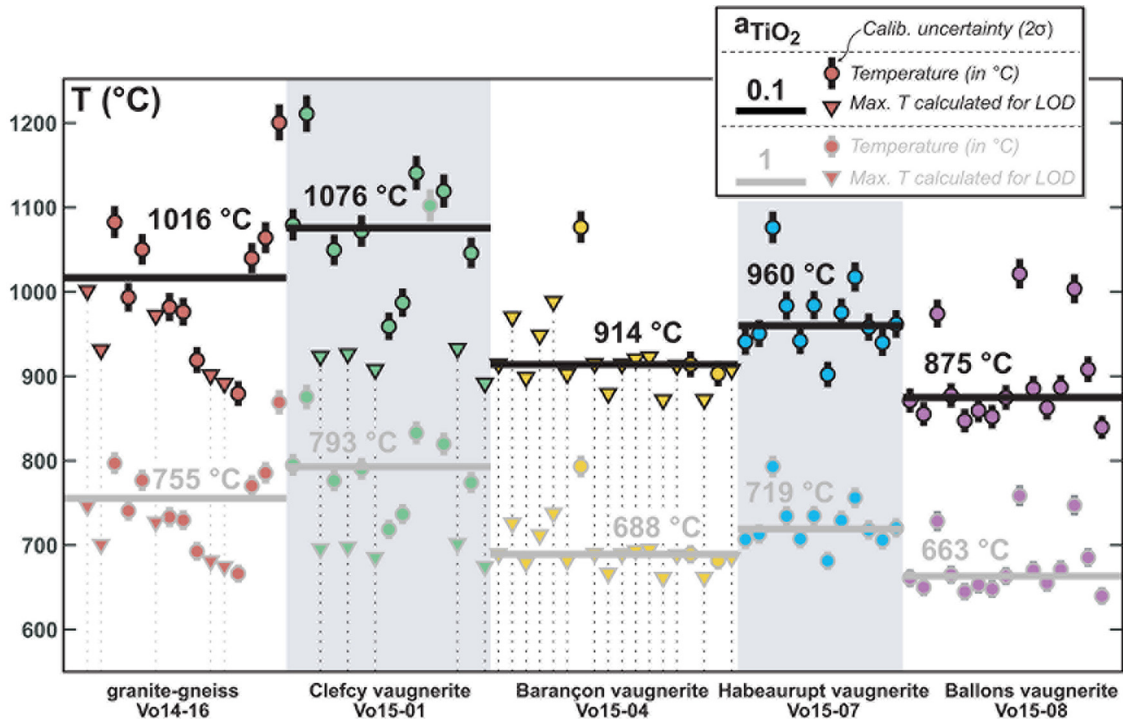 aTiO2
Calib. uncertainty (2σ)
0.1
Temperature (in °C)
Max. T calculated for LOD
1
Temperature (in °C)
Max. T calculated for LOD
T (°C)
1200
1100
1000
900
800
700
600
1016 °C
1076 °C
914 °C
960 °C
875 °C
755 °C
793 °C
688 °C
719 °C
663 °C
granite-gneiss
Vo14-16
Clefcy vaugnerite
Vo15-01
Barançon vaugnerite
Vo15-04
Habeaurupt vaugnerite
Vo15-07
Ballons vaugnerite
Vo15-08